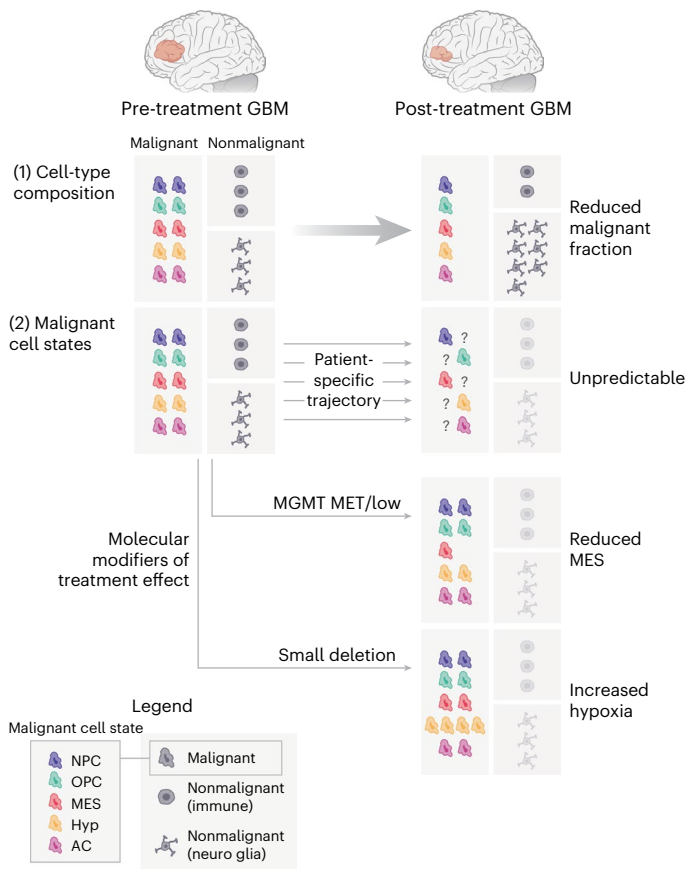 Pre-treatment GBM
Post-treatment GBM
Malignant
Nonmalignant
(1) Cell-type
composition
Reduced
malignant
fraction
(2) Malignant
cell states
Patient-
specific
trajectory
?
?
?
?
?
Unpredictable
MGMT MET/low
Molecular
modifiers of
treatment effect
Reduced
MES
Small deletion
Increased
hypoxia
Legend
Malignant cell state
NPC
OPC
MES
Hyp
AC
Malignant
Nonmalignant
(immune)
Nonmalignant
(neuro glia)